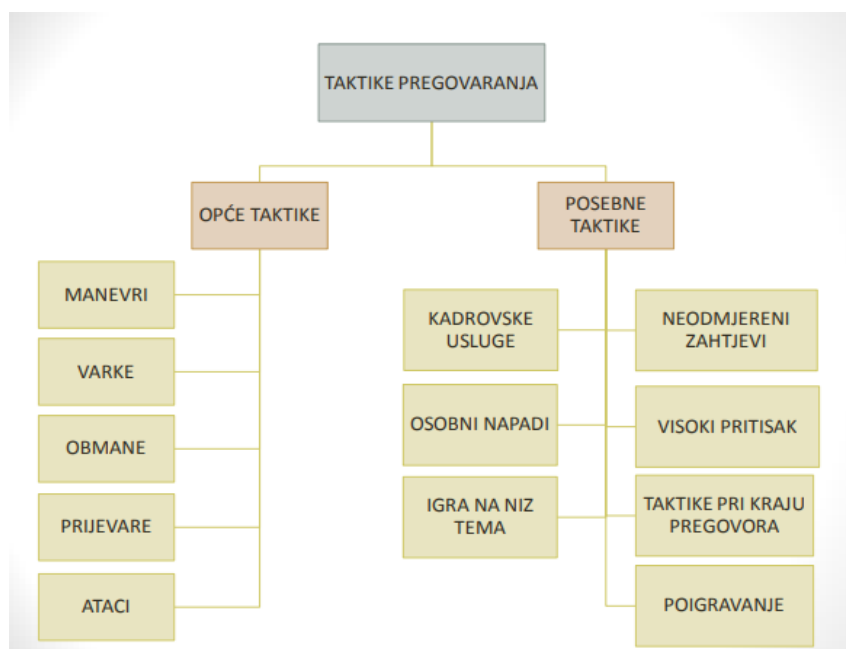 TAKTIKE PREGOVARANJA
OPĆE TAKTIKE
MANEVRI
VARKE
OBMANE
PRIJEVARE
ATACI
POSEBNE
TAKTIKE
KADROVSKE
USLUGE
NEODMJERENI
ZAHTJEVI
OSOBNI NAPADI
VISOKI PRITISAK
IGRA NA NIZ
TEMA
TAKTIKE PRI KRAJU
PREGOVORA
POIGRAVANJE